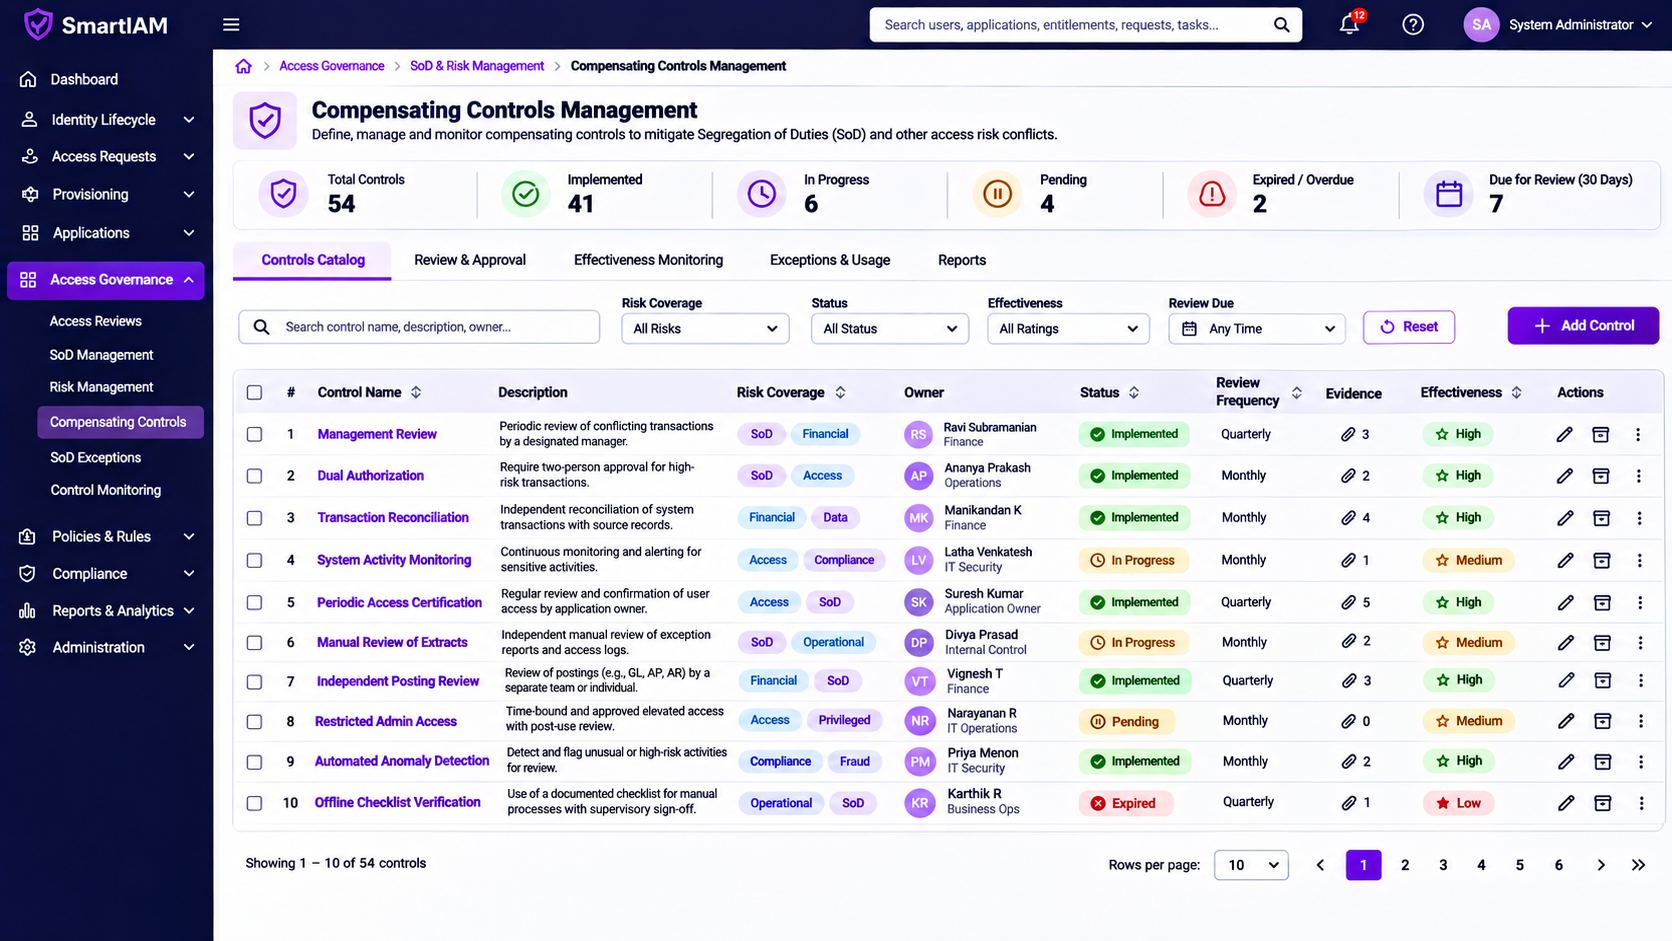 SmartIAM
Search users, applications, entitlements, requests, tasks...
12
SA
System Administrator
Dashboard
Identity Lifecycle
Access Requests
Provisioning
Applications
Access Governance
Access Reviews
SoD Management
Risk Management
Compensating Controls
SoD Exceptions
Control Monitoring
Policies & Rules
Compliance
Reports & Analytics
Administration
Access Governance > SoD & Risk Management > Compensating Controls Management
Compensating Controls Management
Define, manage and monitor compensating controls to mitigate Segregation of Duties (SoD) and other access risk conflicts.
Total Controls
54
Implemented
41
In Progress
6
Pending
4
Expired / Overdue
2
Due for Review (30 Days)
7
Controls Catalog
Review & Approval
Effectiveness Monitoring
Exceptions & Usage
Reports
Search control name, description, owner...
Risk Coverage
All Risks
Status
All Status
Effectiveness
All Ratings
Review Due
Any Time
Reset
+ Add Control
# Control Name Description Risk Coverage Owner Status Review Frequency Evidence Effectiveness Actions
1 Management Review
Periodic review of conflicting transactions
by a designated manager.
SoD Financial
RS Ravi Subramanian
Finance
Implemented Quarterly 3 High
2 Dual Authorization
Require two-person approval for high-
risk transactions.
SoD Access
AP Ananya Prakash
Operations
Implemented Monthly 2 High
3 Transaction Reconciliation
Independent reconciliation of system
transactions with source records.
Financial Data
MK Manikandan K
Finance
Implemented Monthly 4 High
4 System Activity Monitoring
Continuous monitoring and alerting for
sensitive activities.
Access Compliance
LV Latha Venkatesh
IT Security
In Progress Monthly 1 Medium
5 Periodic Access Certification
Regular review and confirmation of user
access by application owner.
Access SoD
SK Suresh Kumar
Application Owner
Implemented Quarterly 5 High
6 Manual Review of Extracts
Independent manual review of exception
reports and access logs.
SoD Operational
DP Divya Prasad
Internal Control
In Progress Monthly 2 Medium
7 Independent Posting Review
Review of postings (e.g., GL, AP, AR) by a
separate team or individual.
Financial SoD
VT Vignesh T
Finance
Implemented Quarterly 3 High
8 Restricted Admin Access
Time-bound and approved elevated access
with post-use review.
Access Privileged
NR Narayanan R
IT Operations
Pending Monthly 0 Medium
9 Automated Anomaly Detection
Detect and flag unusual or high-risk activities
for review.
Compliance Fraud
PM Priya Menon
IT Security
Implemented Monthly 2 High
10 Offline Checklist Verification
Use of a documented checklist for manual
processes with supervisory sign-off.
Operational SoD
KR Karthik R
Business Ops
Expired Quarterly 1 Low
Showing 1 – 10 of 54 controls
Rows per page: 10
1 2 3 4 5 6